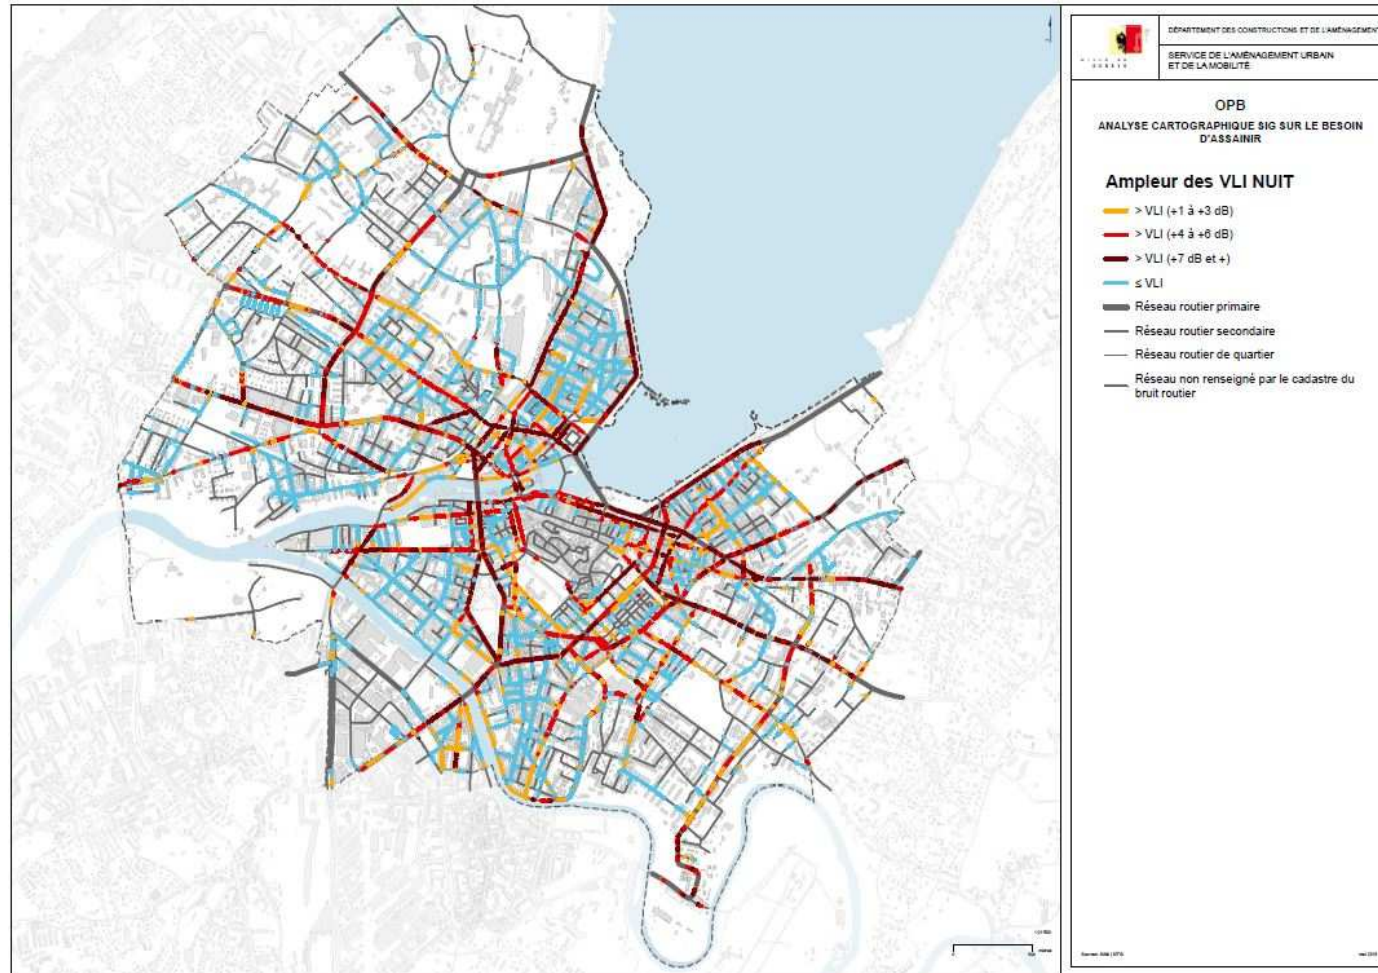 DÉPARTEMENT DES CONSTRUCTIONS ET DE L'AMÉNAGEMENT
SERVICE DE L'AMÉNAGEMENT URBAIN
ET DE LA MOBILITÉ
OPB
ANALYSE CARTOGRAPHIQUE SIG SUR LE BESOIN
D'ASSAINIR
Ampleur des VLI NUIT
> VLI (+1 à +3 dB)
> VLI (+4 à +6 dB)
> VLI (+7 dB et +)
≤ VLI
Réseau routier primaire
Réseau routier secondaire
Réseau routier de quartier
Réseau non renseigné par le cadastre du
bruit routier